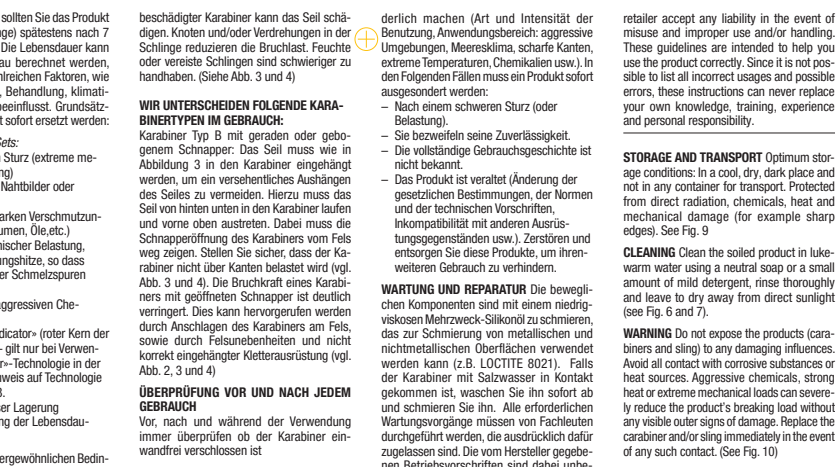 sollten Sie das Produkt
ge) spätestens nach 7
Die Lebensdauer kann
au berechnet werden,
hlreichen Faktoren, wie
, Behandlung, klimati-
beeinflusst. Grundsätz-
t sofort ersetzt werden:
Sets:
Sturz (extreme me-
ng)
Nahtbilder oder
arken Verschmutzun-
umen, Öle,etc.)
nischer Belastung,
ungshitze, so dass
er Schmelzspuren
aggressiven Che-
dicator» (roter Kern der
- gilt nur bei Verwen-
r»-Technologie in der
nweis auf Technologie
8.
er Lagerung
ng der Lebensdau-
ergewöhnlichen Bedin-
beschädigter Karabiner kann das Seil schä-
digen. Knoten und/oder Verdrehungen in der
Schlinge reduzieren die Bruchlast. Feuchte
oder vereiste Schlingen sind schwieriger zu
handhaben. (Siehe Abb. 3 und 4)
WIR UNTERSCHEIDEN FOLGENDE KARA-
BINERTYPEN IM GEBRAUCH:
Karabiner Typ B mit geraden oder gebo-
genem Schnapper: Das Seil muss wie in
Abbildung 3 in den Karabiner eingehängt
werden, um ein versehentliches Aushängen
des Seiles zu vermeiden. Hierzu muss das
Seil von hinten unten in den Karabiner laufen
und vorne oben austreten. Dabei muss die
Schnapperöffnung des Karabiners vom Fels
weg zeigen. Stellen Sie sicher, dass der Ka-
rabiner nicht über Kanten belastet wird (vgl.
Abb. 3 und 4). Die Bruchkraft eines Karabi-
ners mit geöffneten Schnapper ist deutlich
verringert. Dies kann hervorgerufen werden
durch Anschlagen des Karabiners am Fels,
sowie durch Felsunebenheiten und nicht
korrekt eingehängter Kletterausrüstung (vgl.
Abb. 2, 3 und 4)
ÜBERPRÜFUNG VOR UND NACH JEDEM
GEBRAUCH
Vor, nach und während der Verwendung
immer überprüfen ob der Karabiner ein-
wandfrei verschlossen ist
derlich machen (Art und Intensität der
Benutzung, Anwendungsbereich: aggressive
Umgebungen, Meeresklima, scharfe Kanten,
extreme Temperaturen, Chemikalien usw.). In
den Folgenden Fällen muss ein Produkt sofort
ausgesondert werden:
– Nach einem schweren Sturz (oder
Belastung).
– Sie bezweifeln seine Zuverlässigkeit.
– Die vollständige Gebrauchsgeschichte ist
nicht bekannt.
– Das Produkt ist veraltet (Änderung der
gesetzlichen Bestimmungen, der Normen
und der technischen Vorschriften,
Inkompatibilität mit anderen Ausrüs-
tungsgegenständen usw.). Zerstören und
entsorgen Sie diese Produkte, um ihren-
weiteren Gebrauch zu verhindern.
WARTUNG UND REPARATUR Die bewegli-
chen Komponenten sind mit einem niedrig-
viskosen Mehrzweck-Silikonöl zu schmieren,
das zur Schmierung von metallischen und
nichtmetallischen Oberflächen verwendet
werden kann (z.B. LOCTITE 8021). Falls
der Karabiner mit Salzwasser in Kontakt
gekommen ist, waschen Sie ihn sofort ab
und schmieren Sie ihn. Alle erforderlichen
Wartungsvorgänge müssen von Fachleuten
durchgeführt werden, die ausdrücklich dafür
zugelassen sind. Die vom Hersteller gegebe-
nen Betriebsvorschriften sind dabei unbe-
retailer accept any liability in the event of
misuse and improper use and/or handling.
These guidelines are intended to help you
use the product correctly. Since it is not pos-
sible to list all incorrect usages and possible
errors, these instructions can never replace
your own knowledge, training, experience
and personal responsibility.
STORAGE AND TRANSPORT Optimum stor-
age conditions: In a cool, dry, dark place and
not in any container for transport. Protected
from direct radiation, chemicals, heat and
mechanical damage (for example sharp
edges). See Fig. 9
CLEANING Clean the soiled product in luke-
warm water using a neutral soap or a small
amount of mild detergent, rinse thoroughly
and leave to dry away from direct sunlight
(see Fig. 6 and 7).
WARNING Do not expose the products (cara-
biners and sling) to any damaging influences.
Avoid all contact with corrosive substances or
heat sources. Aggressive chemicals, strong
heat or extreme mechanical loads can severe-
ly reduce the product's breaking load without
any visible outer signs of damage. Replace the
carabiner and/or sling immediately in the event
of any such contact. (See Fig. 10)